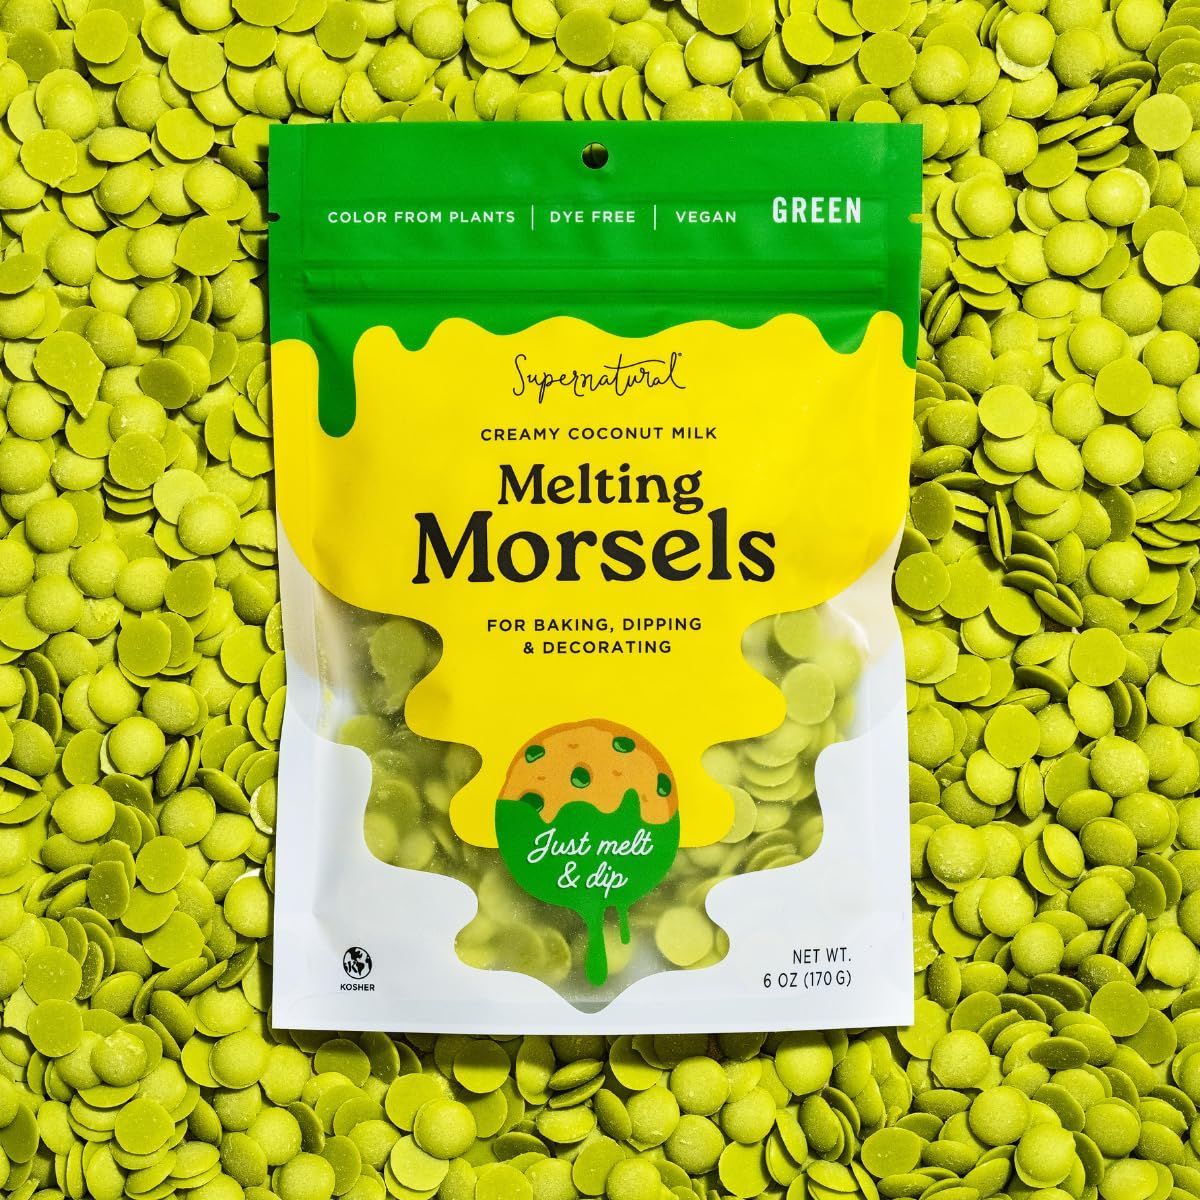 COLOR FROM PLANTS | DYE FREE | VEGAN GREEN
Supernatural
CREAMY COCONUT MILK
Melting
Morsels
FOR BAKING, DIPPING
& DECORATING
Just melt
& dip
K
KOSHER
NET WT.
6 OZ (170 G)